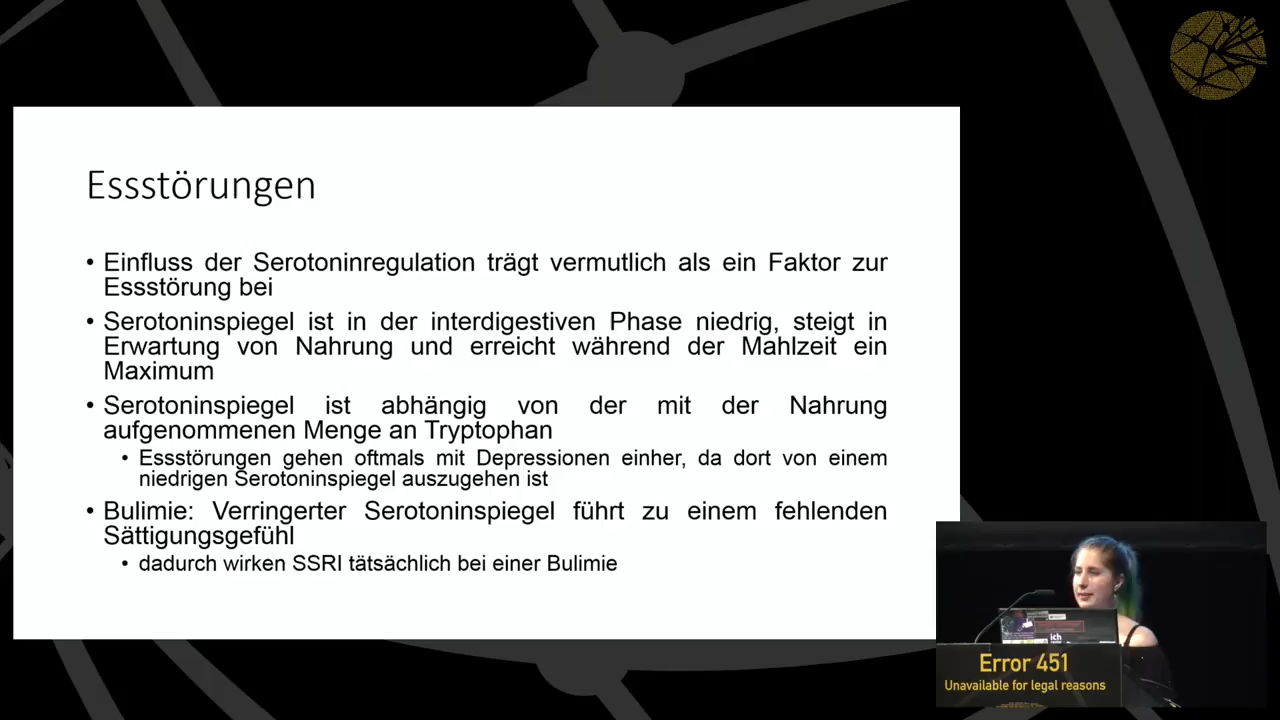 Essstörungen
• Einfluss der Serotoninregulation trägt vermutlich als ein Faktor zur
Essstörung bei
• Serotoninspiegel ist in der interdigestiven Phase niedrig, steigt in
Erwartung von Nahrung und erreicht während der Mahlzeit ein
Maximum
• Serotoninspiegel ist abhängig von der mit der Nahrung
aufgenommenen Menge an Tryptophan
• Essstörungen gehen oftmals mit Depressionen einher, da dort von einem
niedrigen Serotoninspiegel auszugehen ist
• Bulimie: Verringerter Serotoninspiegel führt zu einem fehlenden
Sättigungsgefühl
• dadurch wirken SSRI tätsächlich bei einer Bulimie
ich
Error 451
Unavailable for legal reasons